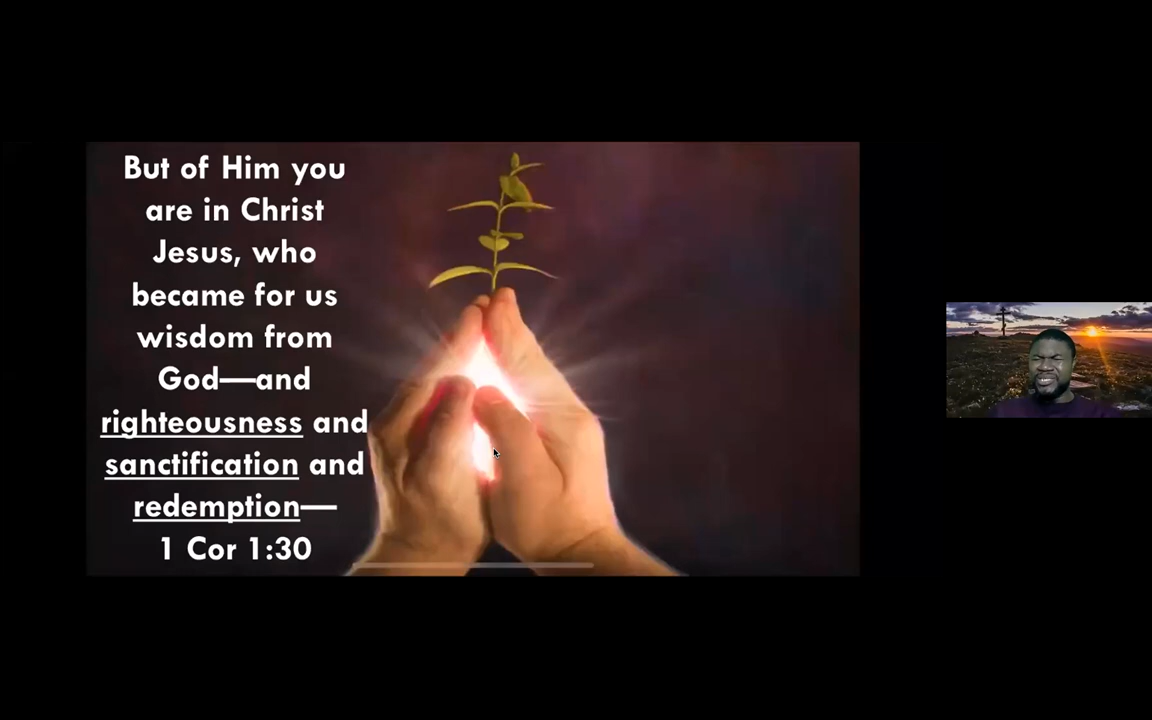 But of Him you
are in Christ
Jesus, who
became for us
wisdom from
God—and
righteousness and
sanctification and
redemption—
1 Cor 1:30